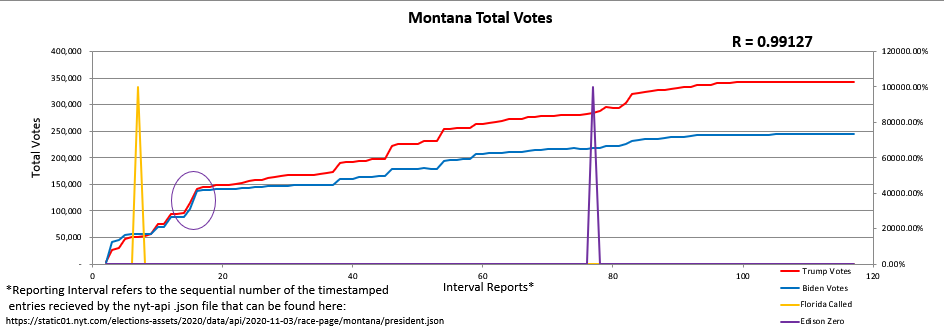 Montana Total Votes
R = 0.99127
400,000
350,000
300,000
250,000
200,000
150,000
100,000
50,000
-
Total Votes
120000.00%
100000.00%
80000.00%
60000.00%
40000.00%
20000.00%
0.00%
0 20 40 60 80 100 120
Interval Reports*
Trump Votes
Biden Votes
Florida Called
Edison Zero
*Reporting Interval refers to the sequential number of the timestamped
entries recieved by the nyt-api .json file that can be found here:
https://static01.nyt.com/elections-assets/2020/data/api/2020-11-03/race-page/montana/president.json